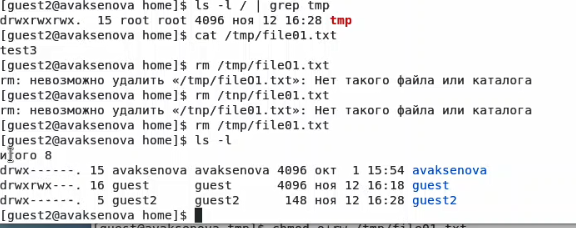 [guest2@avaksenova home]$ ls -l / | grep tmp
drwxrwxrwx. 15 root root 4096 ноя 12 16:28 tmp
[guest2@avaksenova home]$ cat /tmp/file01.txt
test3
[guest2@avaksenova home]$ rm /tmp/fileO1.txt
rm: невозможно удалить «/tmp/fileO1.txt»: Нет такого файла или каталога
[guest2@avaksenova home]$ rm /tnp/file01.txt
rm: невозможно удалить «/tnp/file01.txt»: Нет такого файла или каталога
[guest2@avaksenova home]$ rm /tmp/file01.txt
[guest2@avaksenova home]$ ls -l
итого 8
drwx------. 15 avaksenova avaksenova 4096 окт 1 15:54 avaksenova
drwxrwx---. 16 guest guest 4096 ноя 12 16:18 guest
drwx------. 5 guest2 guest2 148 ноя 12 16:28 guest2
[guest2@avaksenova home]$